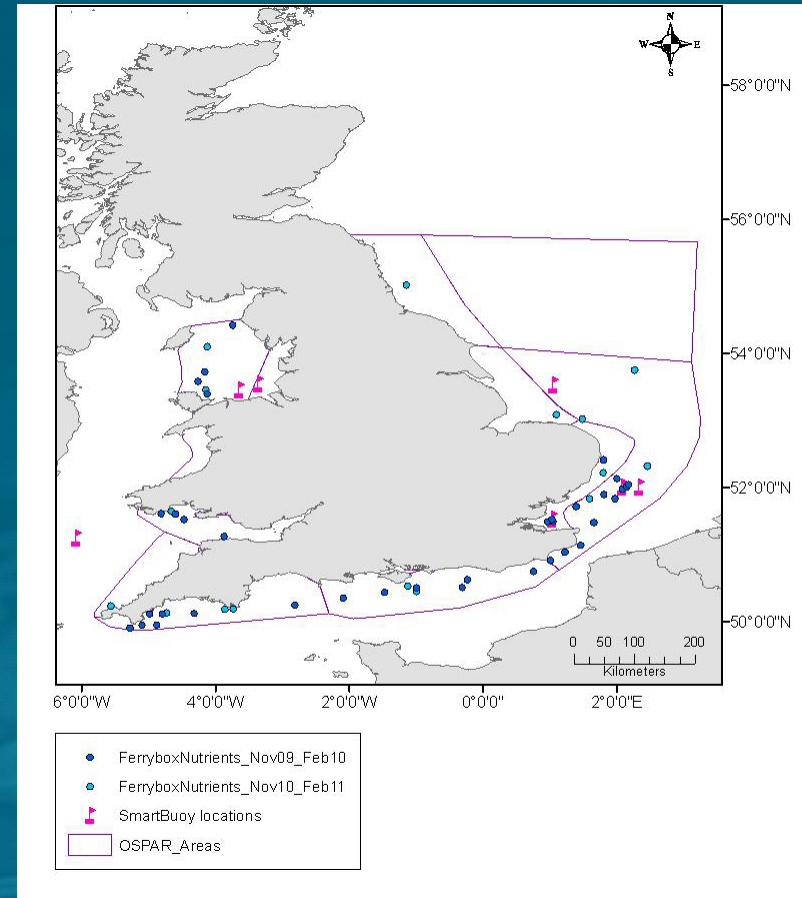 N
W E
S
58°0'0"N
56°0'0"N
54°0'0"N
52°0'0"N
50°0'0"N
0 50 100 200
Kilometers
6°0'0"W 4°0'0"W 2°0'0"W 0°0'0" 2°0'0"E
FerryboxNutrients_Nov09_Feb10
FerryboxNutrients_Nov10_Feb11
SmartBuoy locations
OSPAR_Areas